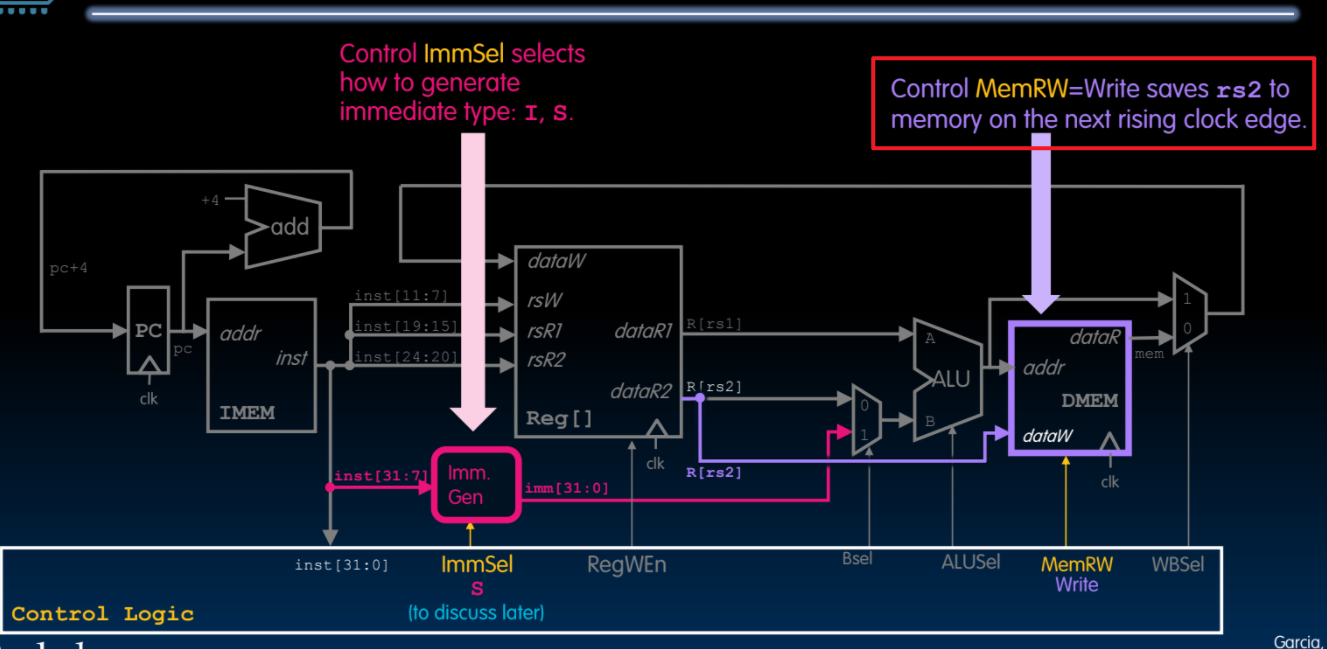 Control ImmSel selects
how to generate
immediate type: I, S.
Control MemRW=Write saves rs2 to
memory on the next rising clock edge.
+4
add
pc+4
PC
pc
clk
addr
inst
IMEM
inst[11:7]
inst[19:15]
inst[24:20]
dataW
rsW
rsR1
rsR2
dataR1
dataR2
Reg[]
clk
R[rs1]
R[rs2]
R[rs2]
0
1
A
B
ALU
addr
dataR
DMEM
dataW
clk
mem
1
0
inst[31:7]
Imm.
Gen
imm[31:0]
inst[31:0]
ImmSel
S
(to discuss later)
RegWEn
Bsel
ALUSel
MemRW
Write
WBSel
Control Logic
Garcia,